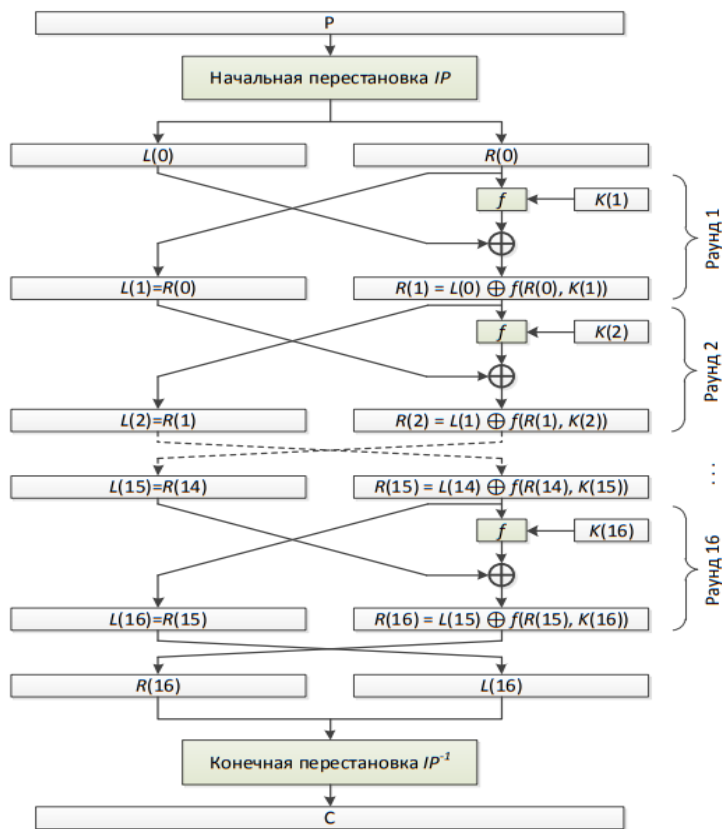 P
Начальная перестановка IP
L(0)
R(0)
f
K(1)
Раунд 1
L(1)=R(0)
R(1) = L(0) ⊕ f(R(0), K(1))
f
K(2)
Раунд 2
L(2)=R(1)
R(2) = L(1) ⊕ f(R(1), K(2))
...
L(15)=R(14)
R(15) = L(14) ⊕ f(R(14), K(15))
f
K(16)
Раунд 16
L(16)=R(15)
R(16) = L(15) ⊕ f(R(15), K(16))
R(16)
L(16)
Конечная перестановка IP⁻¹
C